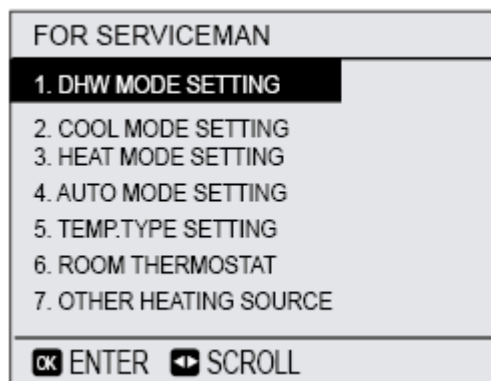 FOR SERVICEMAN
1. DHW MODE SETTING
2. COOL MODE SETTING
3. HEAT MODE SETTING
4. AUTO MODE SETTING
5. TEMP.TYPE SETTING
6. ROOM THERMOSTAT
7. OTHER HEATING SOURCE
OK ENTER SCROLL